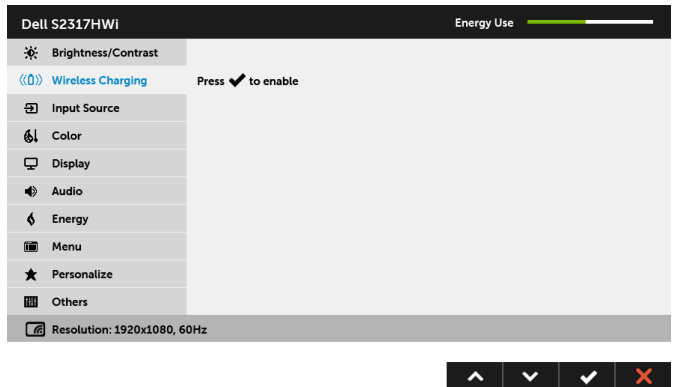 Dell S2317HWi Energy Use
Brightness/Contrast
Wireless Charging Press ✔ to enable
Input Source
Color
Display
Audio
Energy
Menu
Personalize
Others
Resolution: 1920x1080, 60Hz